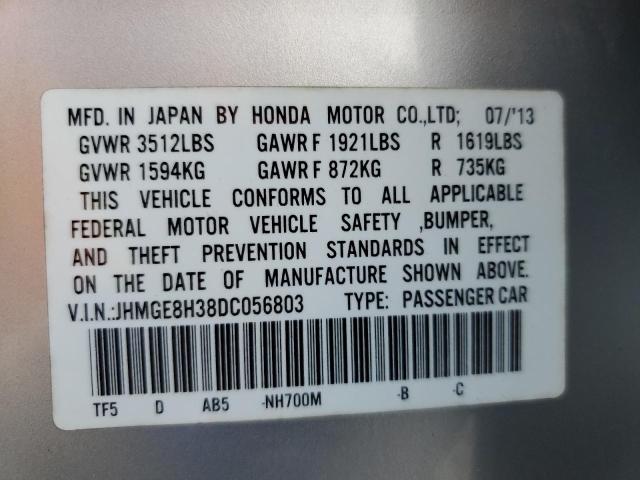 MFD. IN JAPAN BY HONDA MOTOR CO.,LTD; 07/'13
GVWR 3512LBS GAWR F 1921LBS R 1619LBS
GVWR 1594KG GAWR F 872KG R 735KG
THIS VEHICLE CONFORMS TO ALL APPLICABLE
FEDERAL MOTOR VEHICLE SAFETY ,BUMPER,
AND THEFT PREVENTION STANDARDS IN EFFECT
ON THE DATE OF MANUFACTURE SHOWN ABOVE.
V.I.N.:JHMGE8H38DC056803 TYPE: PASSENGER CAR
TF5 D AB5 -NH700M -B -C